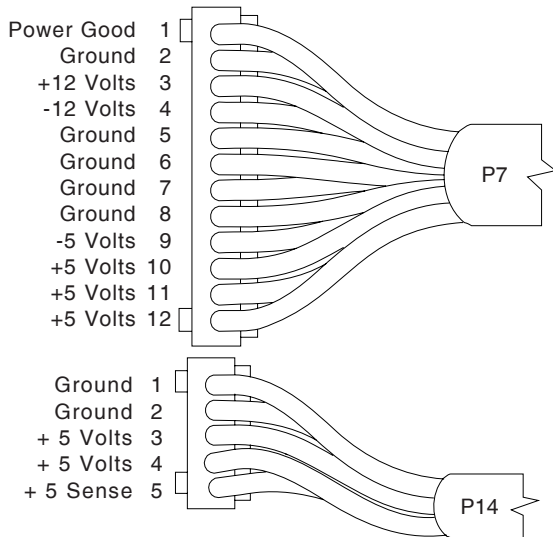 Power Good 1
Ground 2
+12 Volts 3
-12 Volts 4
Ground 5
Ground 6
Ground 7
Ground 8
-5 Volts 9
+5 Volts 10
+5 Volts 11
+5 Volts 12
P7
Ground 1
Ground 2
+ 5 Volts 3
+ 5 Volts 4
+ 5 Sense 5
P14